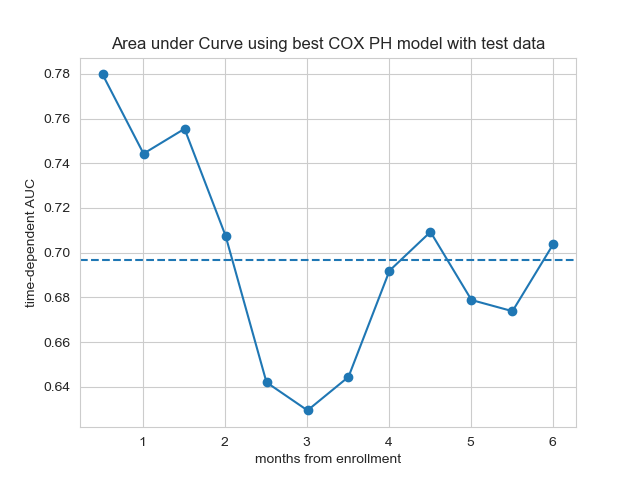 Area under Curve using best COX PH model with test data
time-dependent AUC
0.78
0.76
0.74
0.72
0.70
0.68
0.66
0.64
1 2 3 4 5 6
months from enrollment